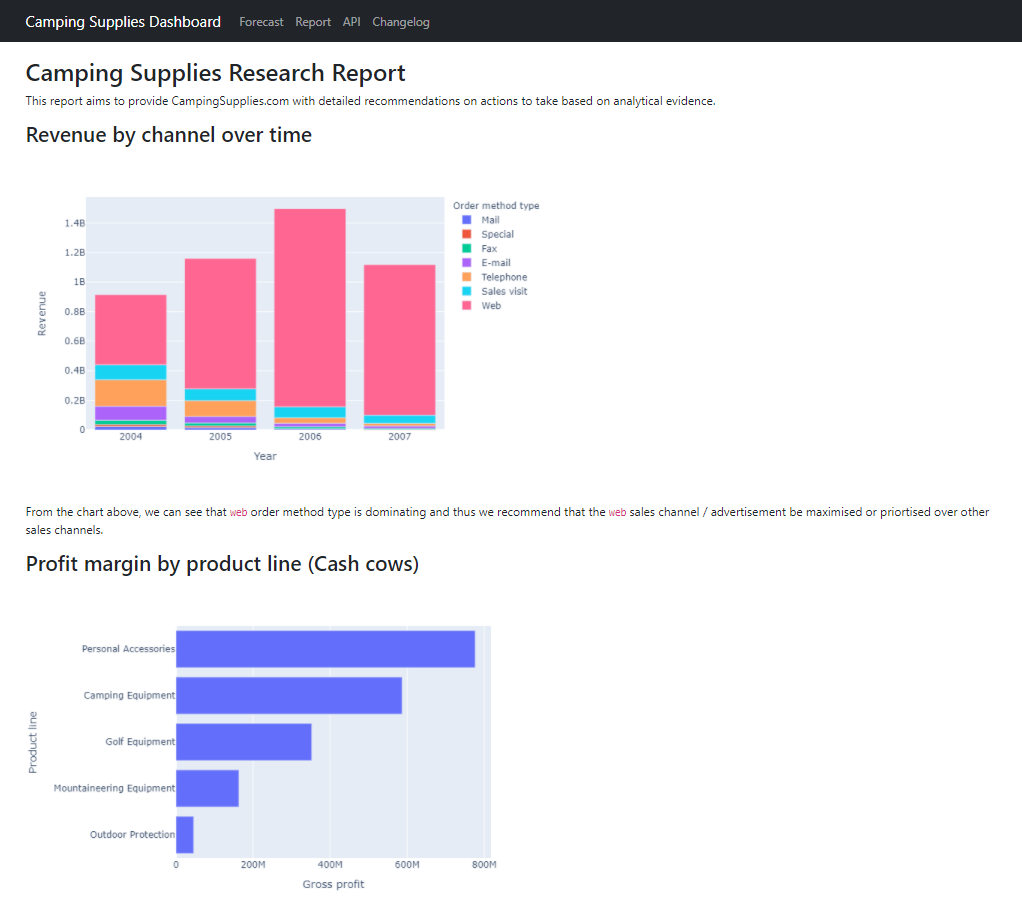 Camping Supplies Dashboard Forecast Report API Changelog
Camping Supplies Research Report
This report aims to provide CampingSupplies.com with detailed recommendations on actions to take based on analytical evidence.
Revenue by channel over time
Order method type
Mail
Special
Fax
E-mail
Telephone
Sales visit
Web
1.4B
1.2B
1B
0.8B
0.6B
0.4B
0.2B
0
Revenue
2004 2005 2006 2007
Year
From the chart above, we can see that web order method type is dominating and thus we recommend that the web sales channel / advertisement be maximised or priortised over other
sales channels.
Profit margin by product line (Cash cows)
Product line
Personal Accessories
Camping Equipment
Golf Equipment
Mountaineering Equipment
Outdoor Protection
0 200M 400M 600M 800M
Gross profit